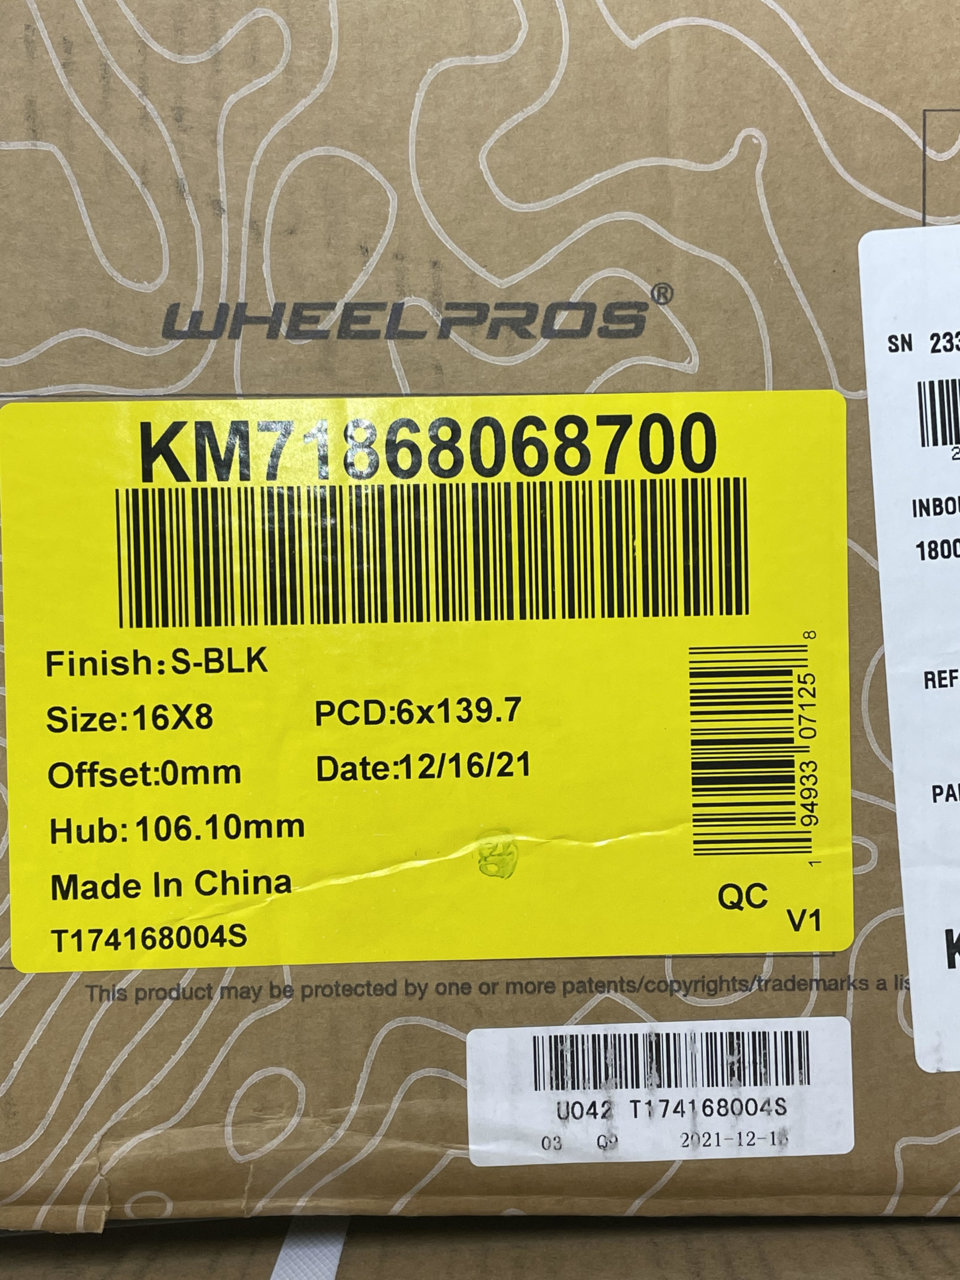 WHEELPROS®
KM71868068700
Finish:S-BLK
Size:16X8 PCD:6x139.7
Offset:0mm Date:12/16/21
Hub:106.10mm
Made In China
T174168004S
1 94933 07125 8
QC
V1
This product may be protected by one or more patents/copyrights/trademarks a lis
U042 T174168004S
03
SN 233
2
INBOU
1800
REF
PAR
K